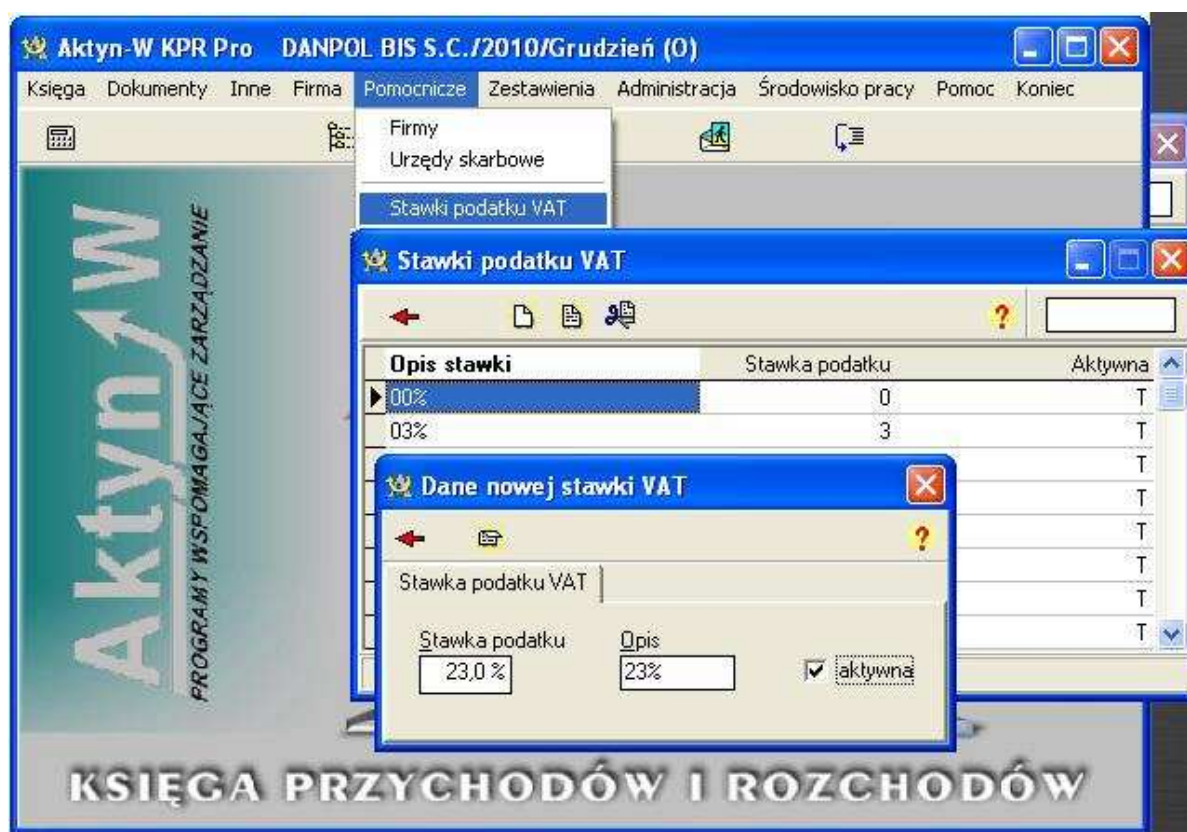 Aktyn-W KPR Pro DANPOL BIS S.C./2010/Grudzień (O)
Księga Dokumenty Inne Firma Pomocnicze Zestawienia Administracja Środowisko pracy Pomoc Koniec
Firmy
Urzędy skarbowe
Stawki podatku VAT
Aktyn W
PROGRAMY WSPOMAGAJĄCE ZARZĄDZANIE
Stawki podatku VAT
?
Opis stawki Stawka podatku Aktywna
00% 0 T
03% 3 T
T
T
T
T
T
T
Dane nowej stawki VAT
?
Stawka podatku VAT
Stawka podatku Opis
23,0 % 23% aktywna
KSIĘGA PRZYCHODÓW I ROZCHODÓW